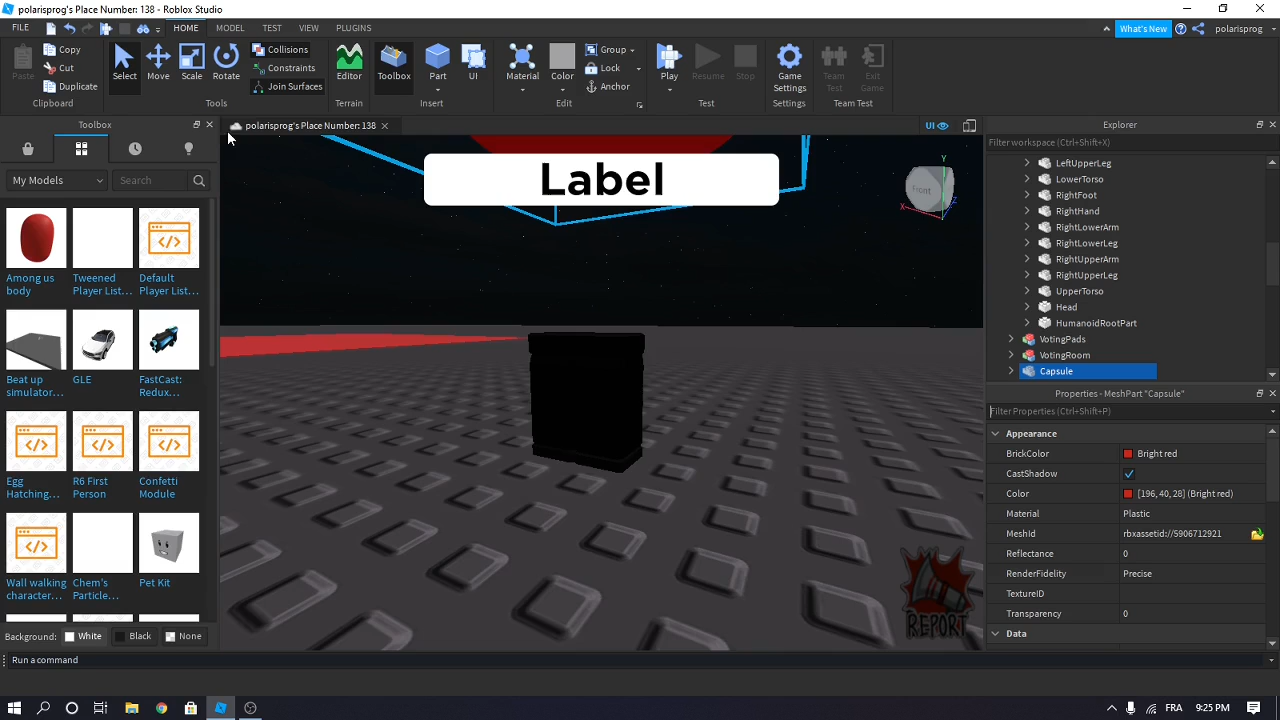 polarisprog's Place Number: 138 - Roblox Studio
FILE
HOME
MODEL
TEST
VIEW
PLUGINS
What's New
polarisprog
Paste
Copy
Cut
Duplicate
Clipboard
Select
Move
Scale
Rotate
Collisions
Constraints
Join Surfaces
Tools
Editor
Terrain
Toolbox
Part
UI
Insert
Material
Color
Group
Lock
Anchor
Edit
Play
Resume
Stop
Test
Game
Settings
Settings
Team
Test
Exit
Game
Team Test
Toolbox
My Models
Search
Among us
body
Tweened
Player List...
Default
Player List...
Beat up
simulator...
GLE
FastCast:
Redux...
Egg
Hatching...
R6 First
Person
Confetti
Module
Wall walking
character...
Chem's
Particle...
Pet Kit
Background:
White
Black
None
polarisprog's Place Number: 138
UI
Label
Front
Y
X
Z
REPORT
Explorer
Filter workspace (Ctrl+Shift+X)
LeftUpperLeg
LowerTorso
RightFoot
RightHand
RightLowerArm
RightLowerLeg
RightUpperArm
RightUpperLeg
UpperTorso
Head
HumanoidRootPart
VotingPads
VotingRoom
Capsule
Properties - MeshPart "Capsule"
Filter Properties (Ctrl+Shift+P)
Appearance
BrickColor Bright red
CastShadow
Color [196, 40, 28] (Bright red)
Material Plastic
MeshId rbxassetid://5906712921
Reflectance 0
RenderFidelity Precise
TextureID
Transparency 0
Data
Run a command
FRA
9:25 PM